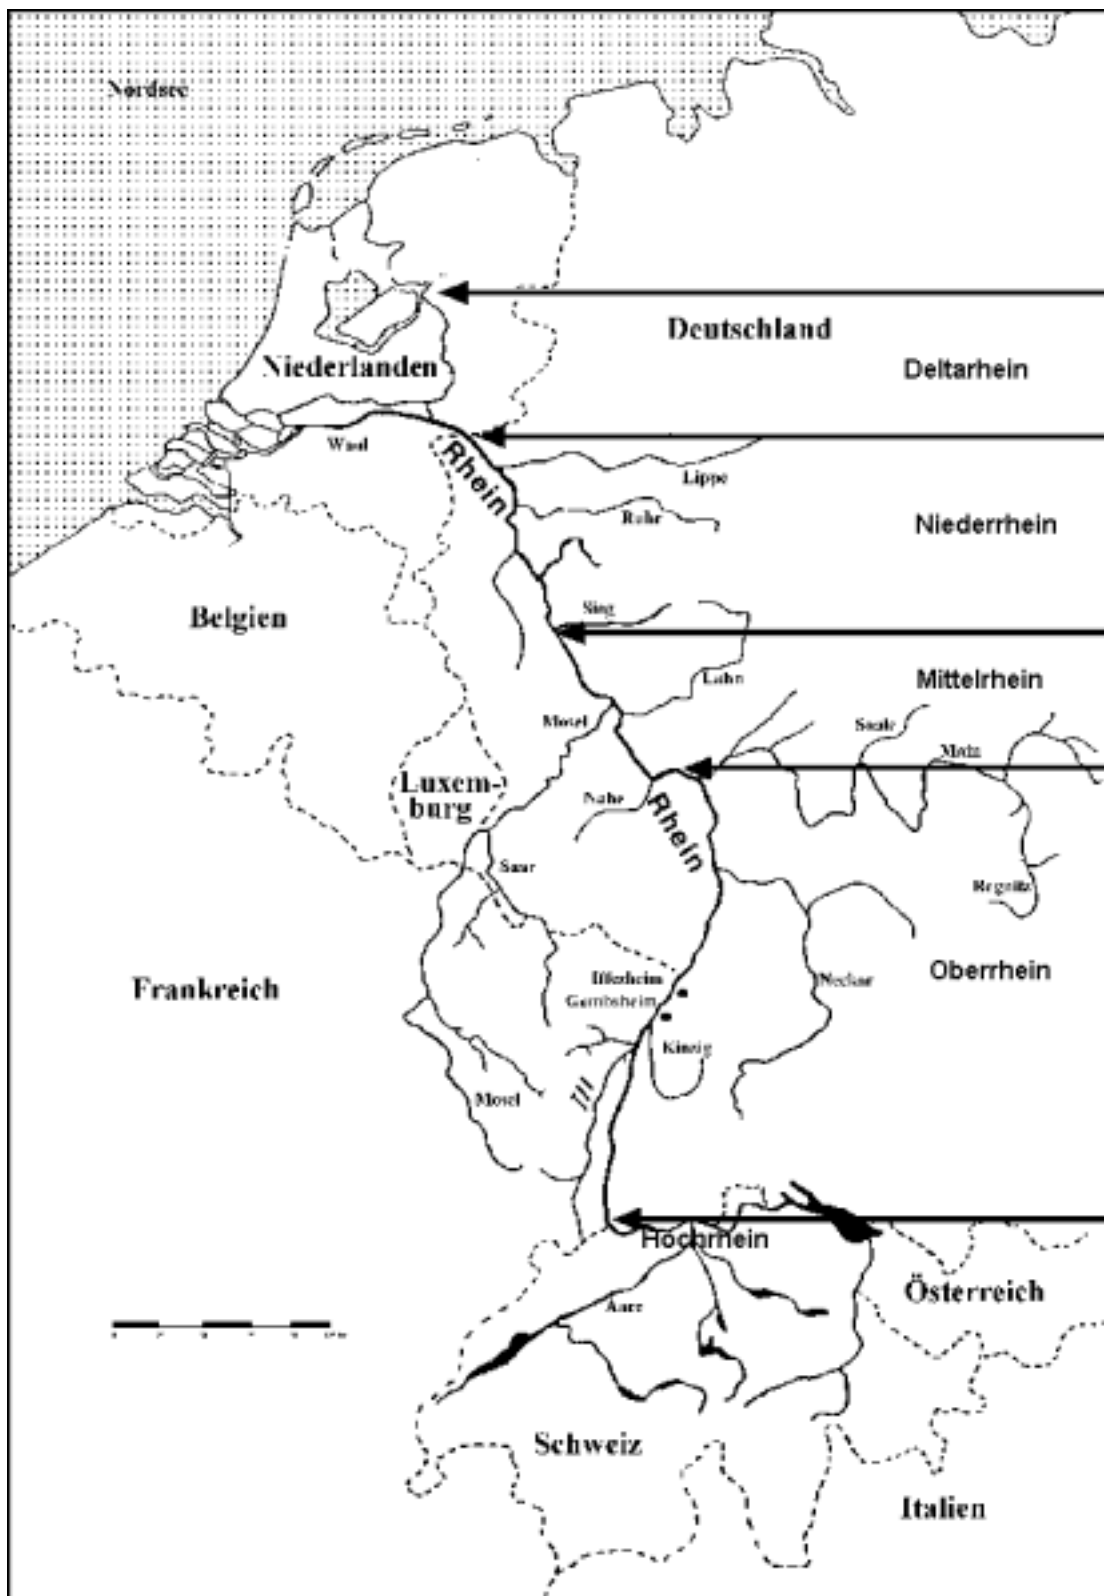 Nordsee
Deutschland
Niederlanden
Deltarhein
Waal
Rhein
Lippe
Ruhr
Niederrhein
Belgien
Sieg
Lahn
Mittelrhein
Mosel
Saale
Main
Luxem-
burg
Nahe
Rhein
Saar
Regnitz
Frankreich
Iffezheim
Gambsheim
Neckar
Oberrhein
Kinzig
Mosel
Hochrhein
Österreich
Aare
Schweiz
Italien